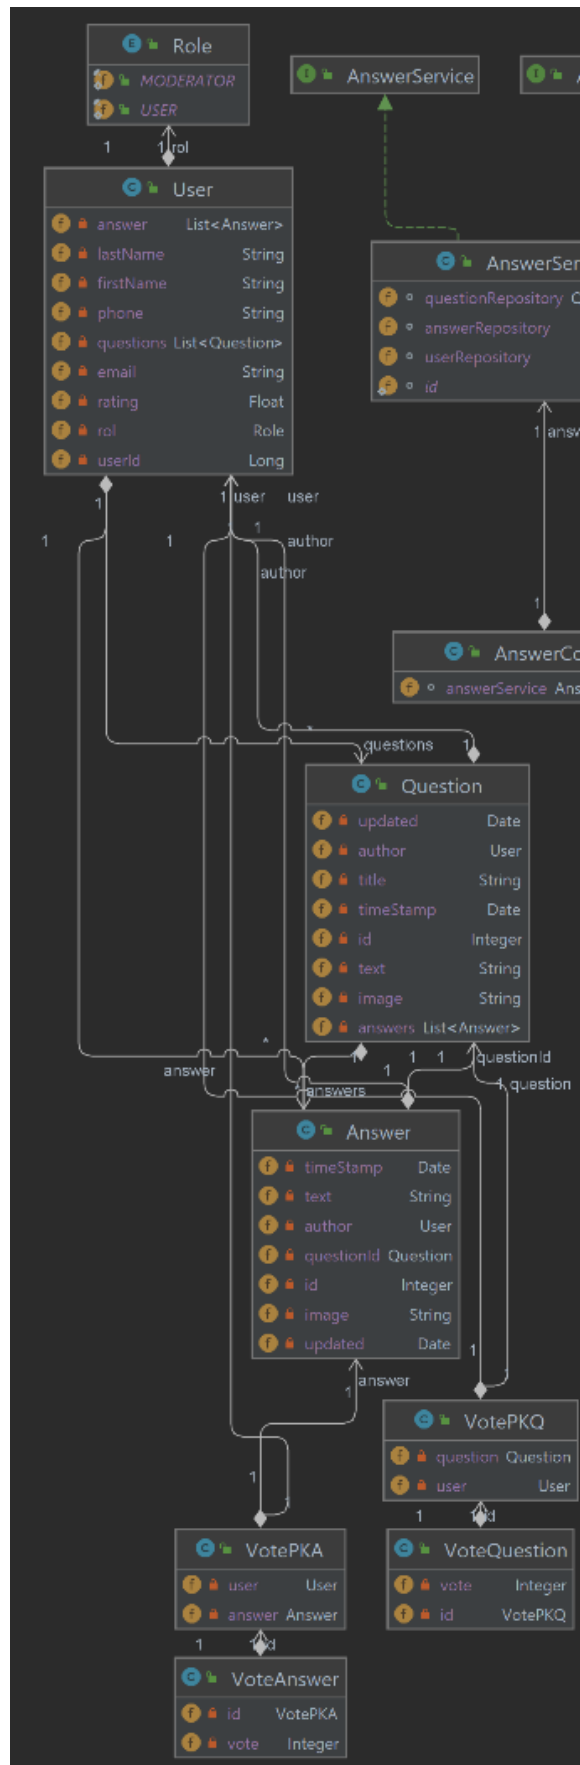 Role
MODERATOR
USER
1 1 rol
User
answer List<Answer>
lastName String
firstName String
phone String
questions List<Question>
email String
rating Float
rol Role
userId Long
AnswerService
AnswerSer
questionRepository
answerRepository
userRepository
id
1 answ
1
AnswerCo
answerService Ans
1 1 user user
1 1 1 author
author
*
questions 1
Question
updated Date
author User
title String
timeStamp Date
id Integer
text String
image String
answers List<Answer>
* 1 1 1 questionId
answer 1 1 question
answers
Answer
timeStamp Date
text String
author User
questionId Question
id Integer
image String
updated Date
1
1 answer
1
VotePKQ
question Question
user User
1
VotePKA
user User
answer Answer
VoteQuestion
vote Integer
id VotePKQ
1
VoteAnswer
id VotePKA
vote Integer